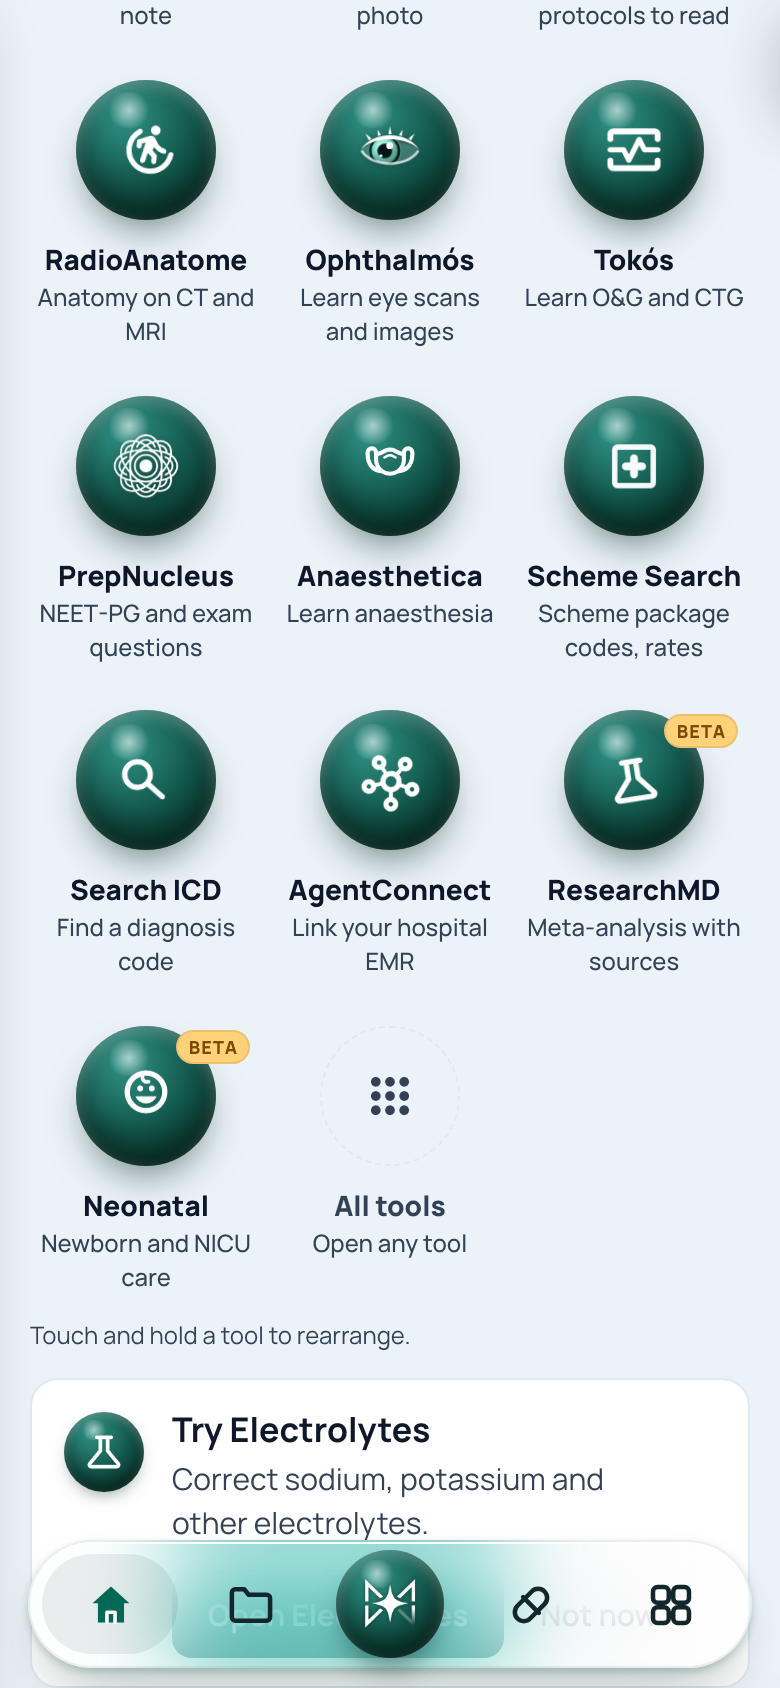 note
photo
protocols to read
RadioAnatome
Anatomy on CT and
MRI
Ophthalmós
Learn eye scans
and images
Tokós
Learn O&G and CTG
PrepNucleus
NEET-PG and exam
questions
Anaesthetica
Learn anaesthesia
Scheme Search
Scheme package
codes, rates
Search ICD
Find a diagnosis
code
AgentConnect
Link your hospital
EMR
BETA
ResearchMD
Meta-analysis with
sources
BETA
Neonatal
Newborn and NICU
care
All tools
Open any tool
Touch and hold a tool to rearrange.
Try Electrolytes
Correct sodium, potassium and
other electrolytes.
Not now